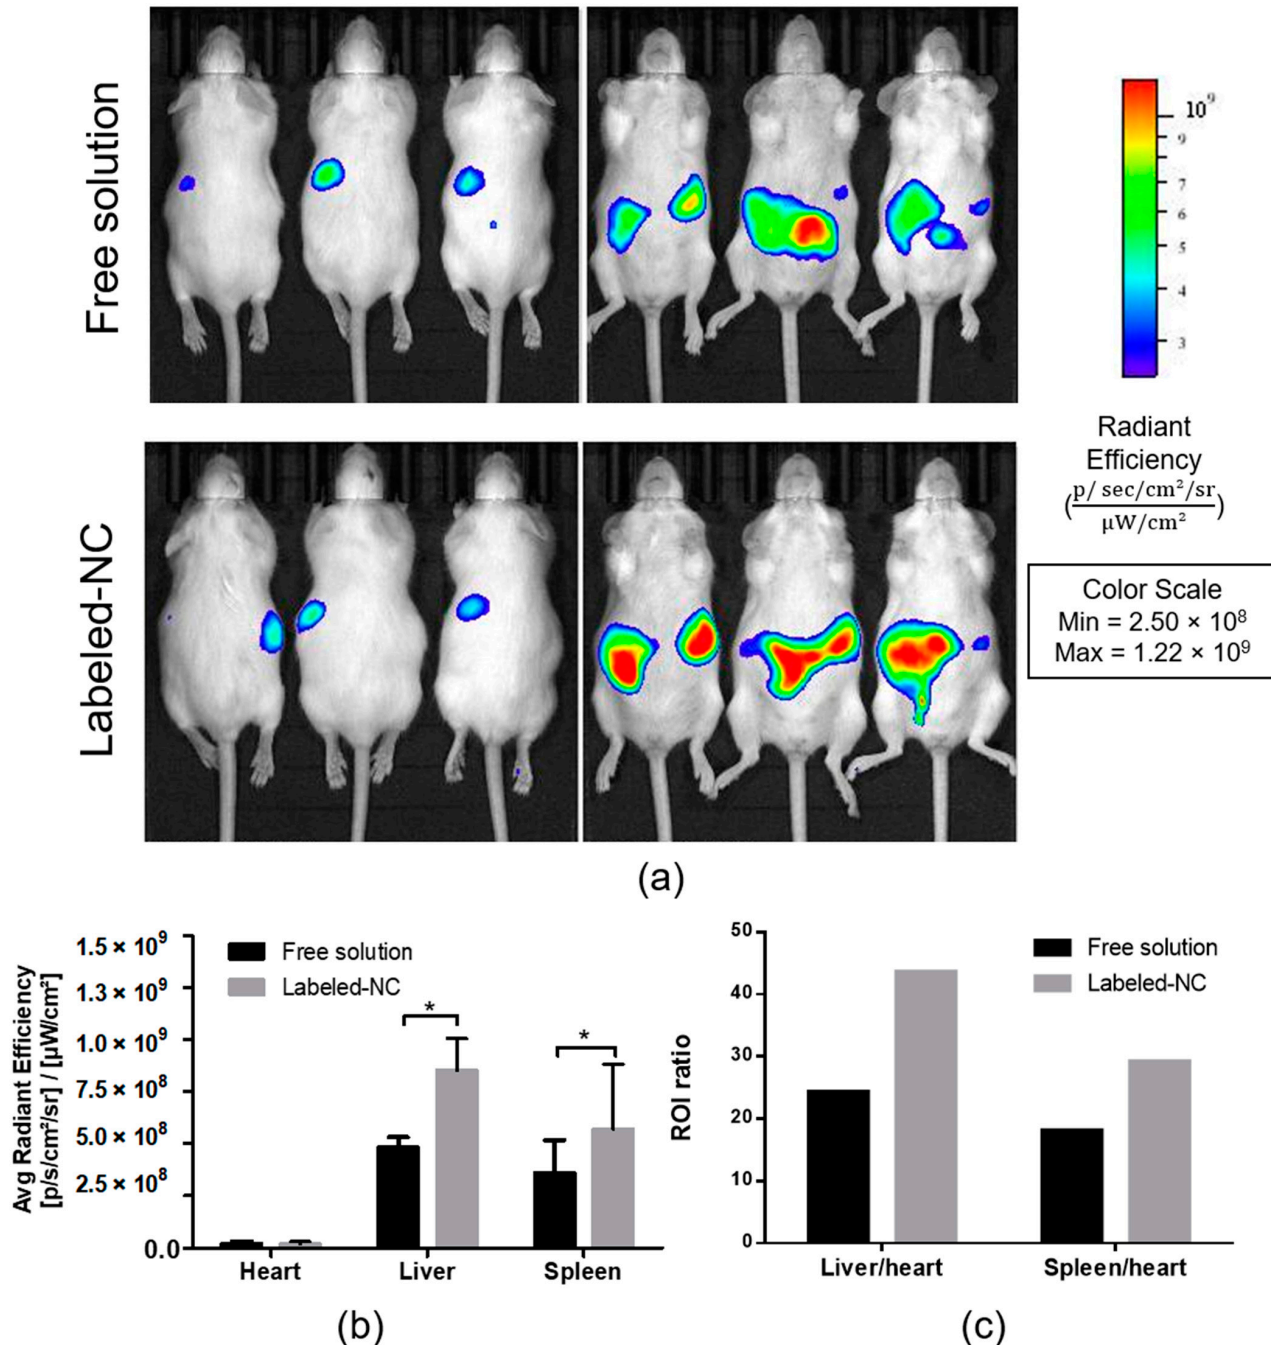 Free solution
10⁹
9
8
7
6
5
4
3
Radiant
Efficiency
(p/ sec/cm²/sr
μW/cm²)
Color Scale
Min = 2.50 × 10⁸
Max = 1.22 × 10⁹
Labeled-NC
(a)
Avg Radiant Efficiency
[p/s/cm²/sr] / [μW/cm²]
1.5 × 10⁹
1.3 × 10⁹
1.0 × 10⁹
7.5 × 10⁸
5.0 × 10⁸
2.5 × 10⁸
0.0
Free solution
Labeled-NC
*
*
Heart Liver Spleen
(b)
ROI ratio
50
40
30
20
10
0
Free solution
Labeled-NC
Liver/heart Spleen/heart
(c)